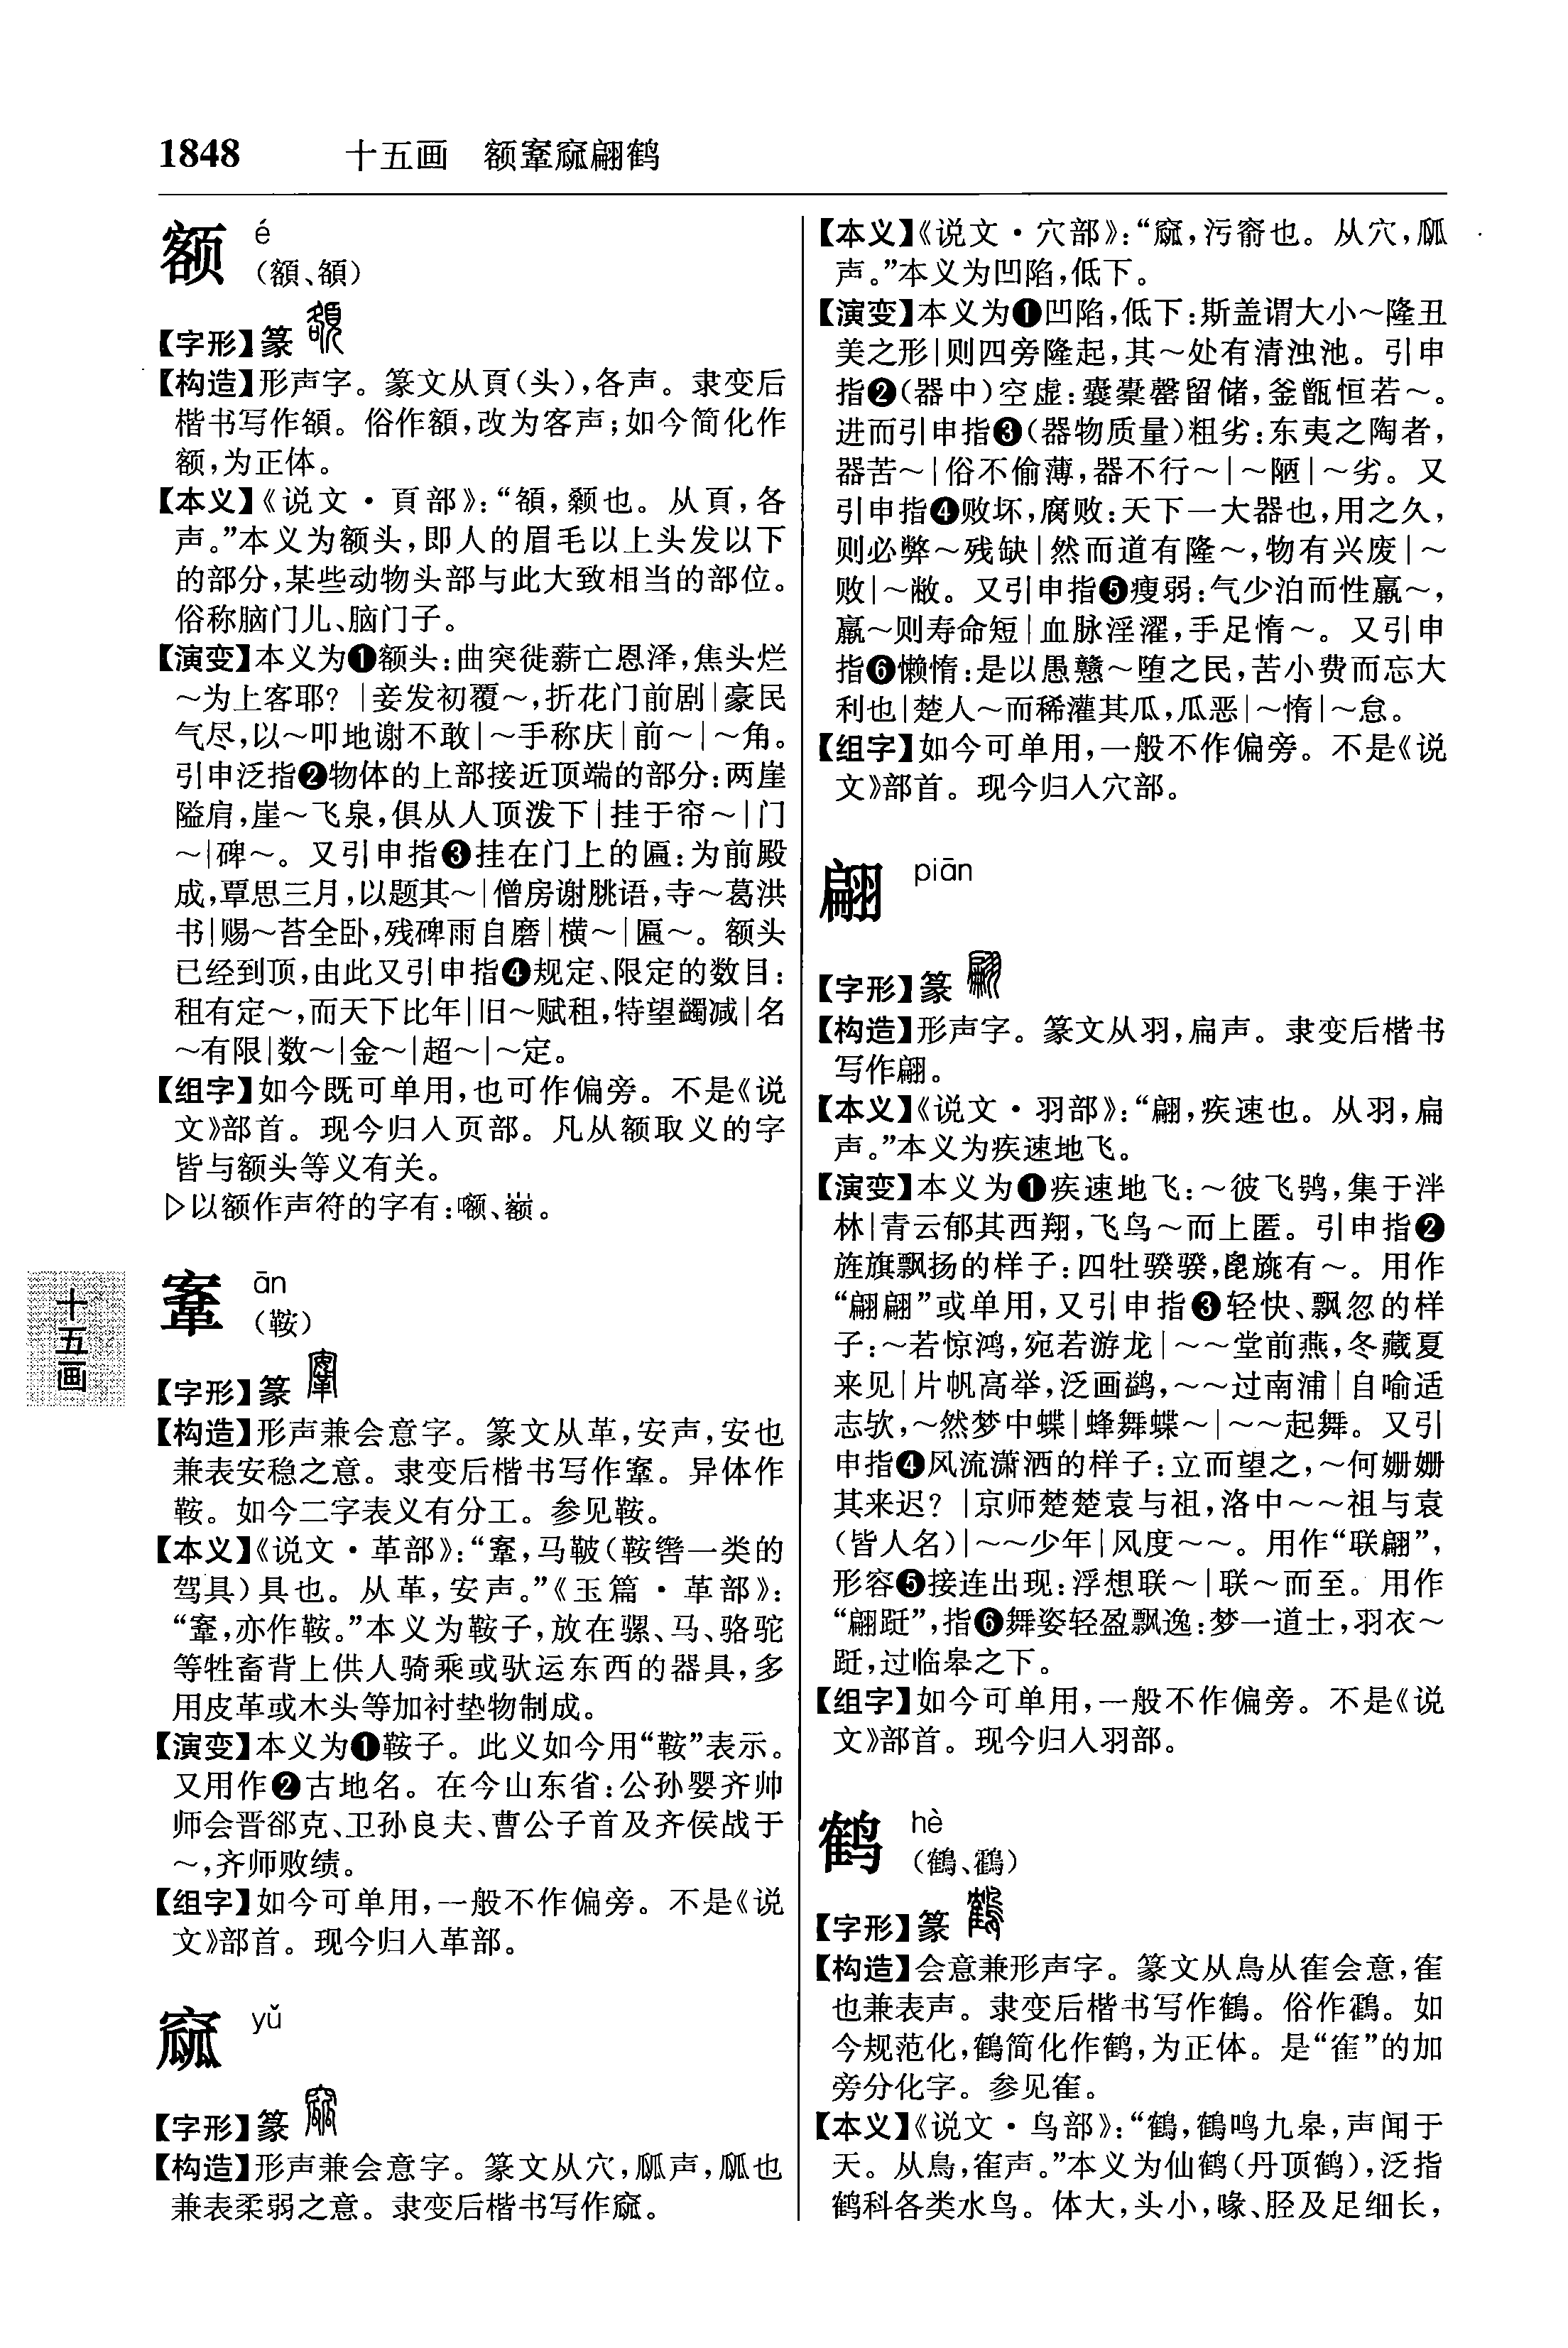 1848 十五画 额鞌窳翩鹤
额 é
（額、頟）
【字形】篆
【构造】形声字。篆文从頁（头），各声。隶变后
楷书写作頟。俗作額，改为客声；如今简化作
额，为正体。
【本义】《说文·頁部》：“頟，颡也。从頁，各
声。”本义为额头，即人的眉毛以上头发以下
的部分，某些动物头部与此大致相当的部位。
俗称脑门儿、脑门子。
【演变】本义为❶额头：曲突徙薪亡恩泽，焦头烂
～为上客耶？｜妾发初覆～，折花门前剧｜豪民
气尽，以～叩地谢不敢｜～手称庆｜前～｜～角。
引申泛指❷物体的上部接近顶端的部分：两崖
隘肩，崖～飞泉，俱从人顶泼下｜挂于帘～｜门
～｜碑～。又引申指❸挂在门上的匾：为前殿
成，覃思三月，以题其～｜僧房谢朓语，寺～葛洪
书｜赐～苔全卧，残碑雨自磨｜横～｜匾～。额头
已经到顶，由此又引申指❹规定、限定的数目：
租有定～，而天下比年｜旧～赋租，特望蠲减｜名
～有限｜数～｜金～｜超～｜～定。
【组字】如今既可单用，也可作偏旁。不是《说
文》部首。现今归入页部。凡从额取义的字
皆与额头等义有关。
▷以额作声符的字有：㘣、𫶇。
鞌 ān
（鞍）
【字形】篆
【构造】形声兼会意字。篆文从革，安声，安也
兼表安稳之意。隶变后楷书写作鞌。异体作
鞍。如今二字表义有分工。参见鞍。
【本义】《说文·革部》：“鞌，马鞁（鞍辔一类的
驾具）具也。从革，安声。”《玉篇·革部》：
“鞌，亦作鞍。”本义为鞍子，放在骡、马、骆驼
等牲畜背上供人骑乘或驮运东西的器具，多
用皮革或木头等加衬垫物制成。
【演变】本义为❶鞍子。此义如今用“鞍”表示。
又用作❷古地名。在今山东省：公孙婴齐帅
师会晋郤克、卫孙良夫、曹公子首及齐侯战于
～，齐师败绩。
【组字】如今可单用，一般不作偏旁。不是《说
文》部首。现今归入革部。
窳 yǔ
【字形】篆
【构造】形声兼会意字。篆文从穴，㼌声，㼌也
兼表柔弱之意。隶变后楷书写作窳。
十五画
【本义】《说文·穴部》：“窳，污窬也。从穴，㼌
声。”本义为凹陷，低下。
【演变】本义为❶凹陷，低下：斯盖谓大小～隆丑
美之形｜则四旁隆起，其～处有清浊池。引申
指❷（器中）空虚：囊橐罄留储，釜甑恒若～。
进而引申指❸（器物质量）粗劣：东夷之陶者，
器苦～｜俗不偷薄，器不行～｜～陋｜～劣。又
引申指❹败坏，腐败：天下一大器也，用之久，
则必弊～残缺｜然而道有隆～，物有兴废｜～
败｜～敝。又引申指❺瘦弱：气少泊而性羸～，
羸～则寿命短｜血脉淫濯，手足惰～。又引申
指❻懒惰：是以愚戆～堕之民，苦小费而忘大
利也｜楚人～而稀灌其瓜，瓜恶｜～惰｜～怠。
【组字】如今可单用，一般不作偏旁。不是《说
文》部首。现今归入穴部。
翩 piān
【字形】篆
【构造】形声字。篆文从羽，扁声。隶变后楷书
写作翩。
【本义】《说文·羽部》：“翩，疾速也。从羽，扁
声。”本义为疾速地飞。
【演变】本义为❶疾速地飞：～彼飞鸮，集于泮
林｜青云郁其西翔，飞鸟～而上匿。引申指❷
旌旗飘扬的样子：四牡骙骙，旟旐有～。用作
“翩翩”或单用，又引申指❸轻快、飘忽的样
子：～若惊鸿，宛若游龙｜～～堂前燕，冬藏夏
来见｜片帆高举，泛画鹢，～～过南浦｜自喻适
志欤，～然梦中蝶｜蜂舞蝶～｜～～起舞。又引
申指❹风流潇洒的样子：立而望之，～何姗姗
其来迟？｜京师楚楚袁与祖，洛中～～祖与袁
（皆人名）｜～～少年｜风度～～。用作“联翩”，
形容❺接连出现：浮想联～｜联～而至。用作
“翩跹”，指❻舞姿轻盈飘逸：梦一道士，羽衣～
跹，过临皋之下。
【组字】如今可单用，一般不作偏旁。不是《说
文》部首。现今归入羽部。
鹤 hè
（鶴、鸖）
【字形】篆
【构造】会意兼形声字。篆文从鳥从隺会意，隺
也兼表声。隶变后楷书写作鶴。俗作鸖。如
今规范化，鶴简化作鹤，为正体。是“隺”的加
旁分化字。参见隺。
【本义】《说文·鸟部》：“鶴，鶴鸣九皋，声闻于
天。从鳥，隺声。”本义为仙鹤（丹顶鹤），泛指
鹤科各类水鸟。体大，头小，喙、胫及足细长，